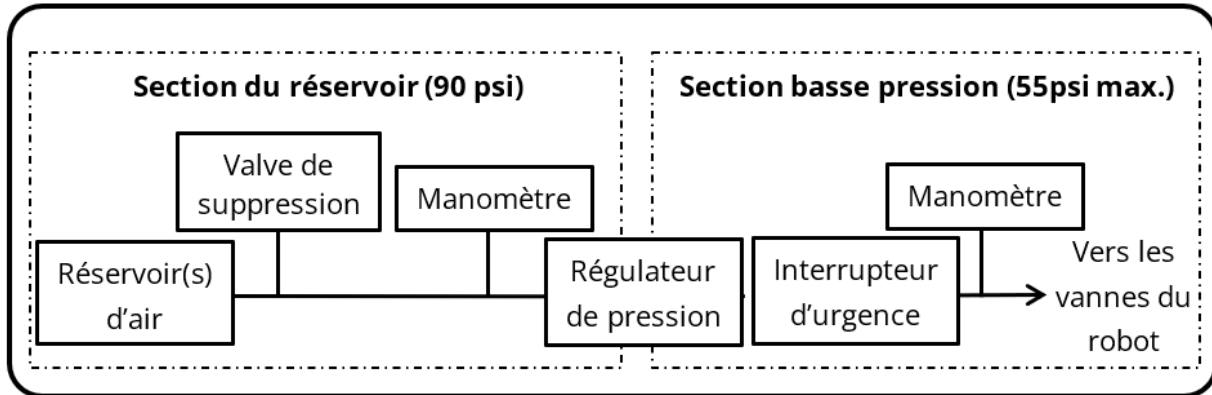 Section du réservoir (90 psi)
Section basse pression (55psi max.)
Valve de
suppression
Manomètre
Manomètre
Réservoir(s)
d’air
Régulateur
de pression
Interrupteur
d’urgence
Vers les
vannes du
robot